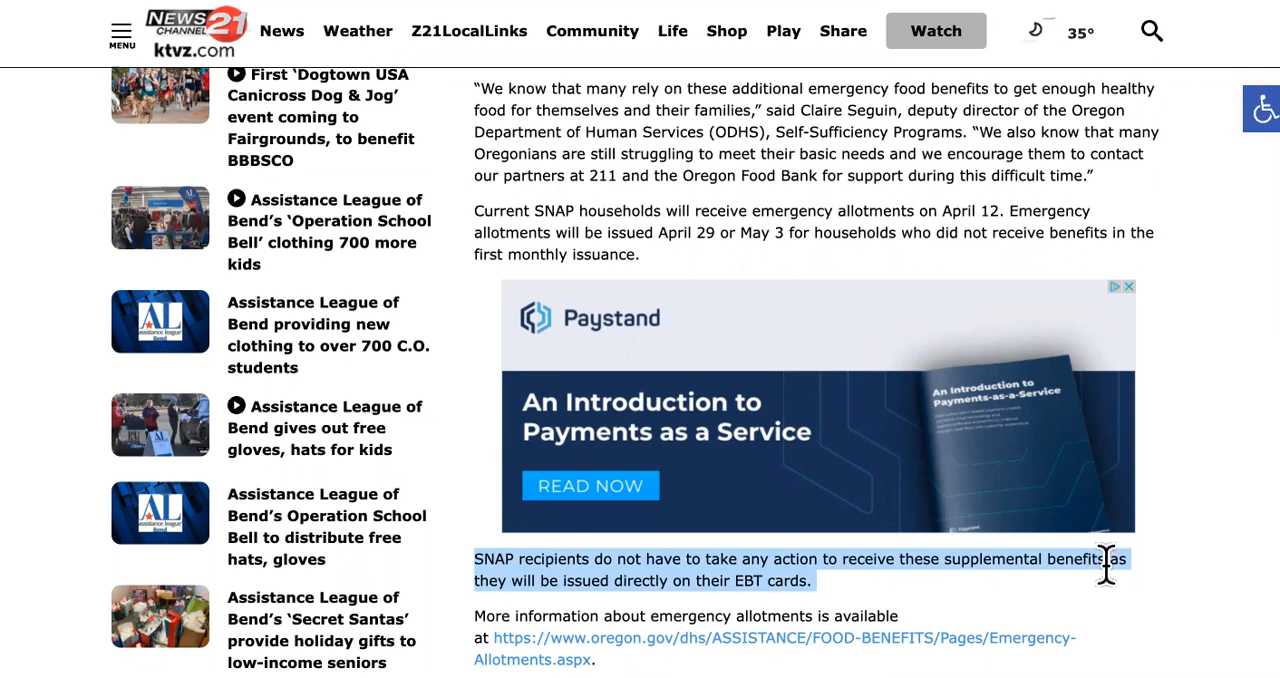 NEWS
CHANNEL
21
ktvz.com
MENU
News
Weather
Z21LocalLinks
Community
Life
Shop
Play
Share
Watch
35°
First ‘Dogtown USA
Canicross Dog & Jog’
event coming to
Fairgrounds, to benefit
BBBSCO
Assistance League of
Bend’s ‘Operation School
Bell’ clothing 700 more
kids
AL
assistance league
Bend
Assistance League of
Bend providing new
clothing to over 700 C.O.
students
Assistance League of
Bend gives out free
gloves, hats for kids
AL
assistance league
Bend
Assistance League of
Bend’s Operation School
Bell to distribute free
hats, gloves
Assistance League of
Bend’s ‘Secret Santas’
provide holiday gifts to
low-income seniors
“We know that many rely on these additional emergency food benefits to get enough healthy
food for themselves and their families,” said Claire Seguin, deputy director of the Oregon
Department of Human Services (ODHS), Self-Sufficiency Programs. “We also know that many
Oregonians are still struggling to meet their basic needs and we encourage them to contact
our partners at 211 and the Oregon Food Bank for support during this difficult time.”
Current SNAP households will receive emergency allotments on April 12. Emergency
allotments will be issued April 29 or May 3 for households who did not receive benefits in the
first monthly issuance.
Paystand
An Introduction to
Payments as a Service
READ NOW
An Introduction to
Payments-as-a-Service
Paystand
SNAP recipients do not have to take any action to receive these supplemental benefits as
they will be issued directly on their EBT cards.
More information about emergency allotments is available
at https://www.oregon.gov/dhs/ASSISTANCE/FOOD-BENEFITS/Pages/Emergency-
Allotments.aspx.